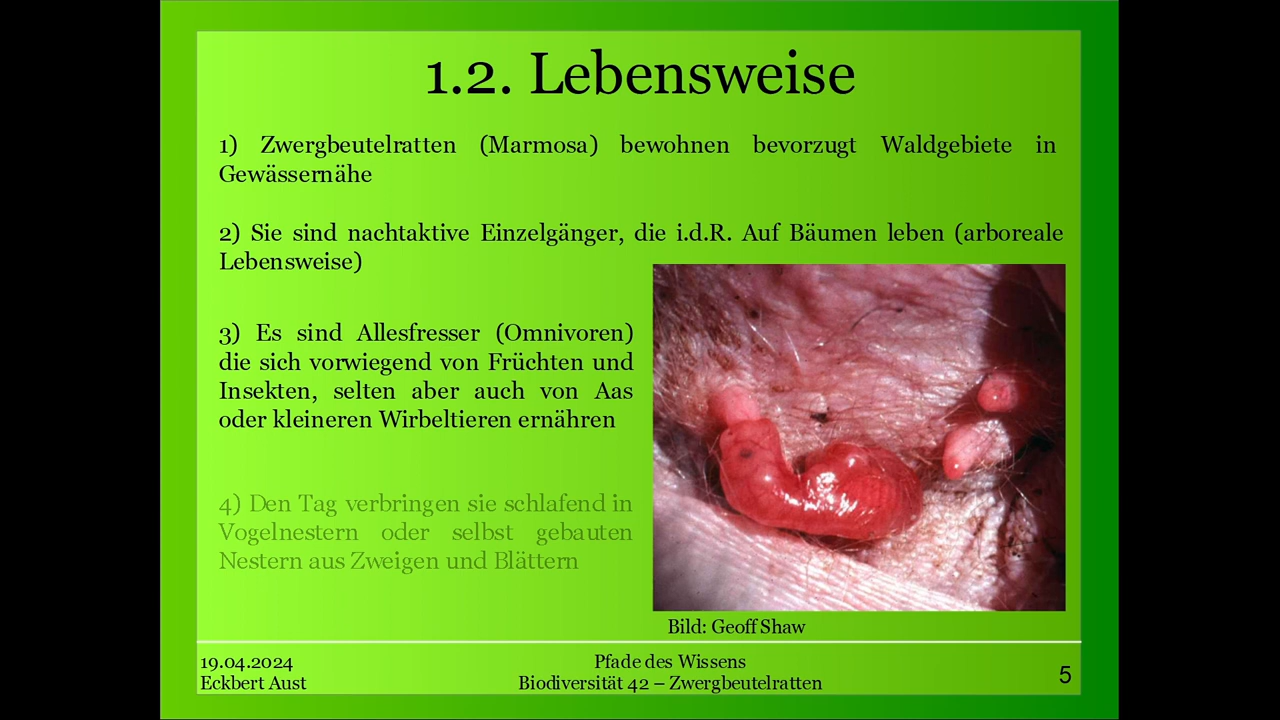 1.2. Lebensweise
1) Zwergbeutelratten (Marmosa) bewohnen bevorzugt Waldgebiete in
Gewässernähe
2) Sie sind nachtaktive Einzelgänger, die i.d.R. Auf Bäumen leben (arboreale
Lebensweise)
3) Es sind Allesfresser (Omnivoren)
die sich vorwiegend von Früchten und
Insekten, selten aber auch von Aas
oder kleineren Wirbeltieren ernähren
4) Den Tag verbringen sie schlafend in
Vogelnestern oder selbst gebauten
Nestern aus Zweigen und Blättern
Bild: Geoff Shaw
19.04.2024
Eckbert Aust
Pfade des Wissens
Biodiversität 42 – Zwergbeutelratten
5